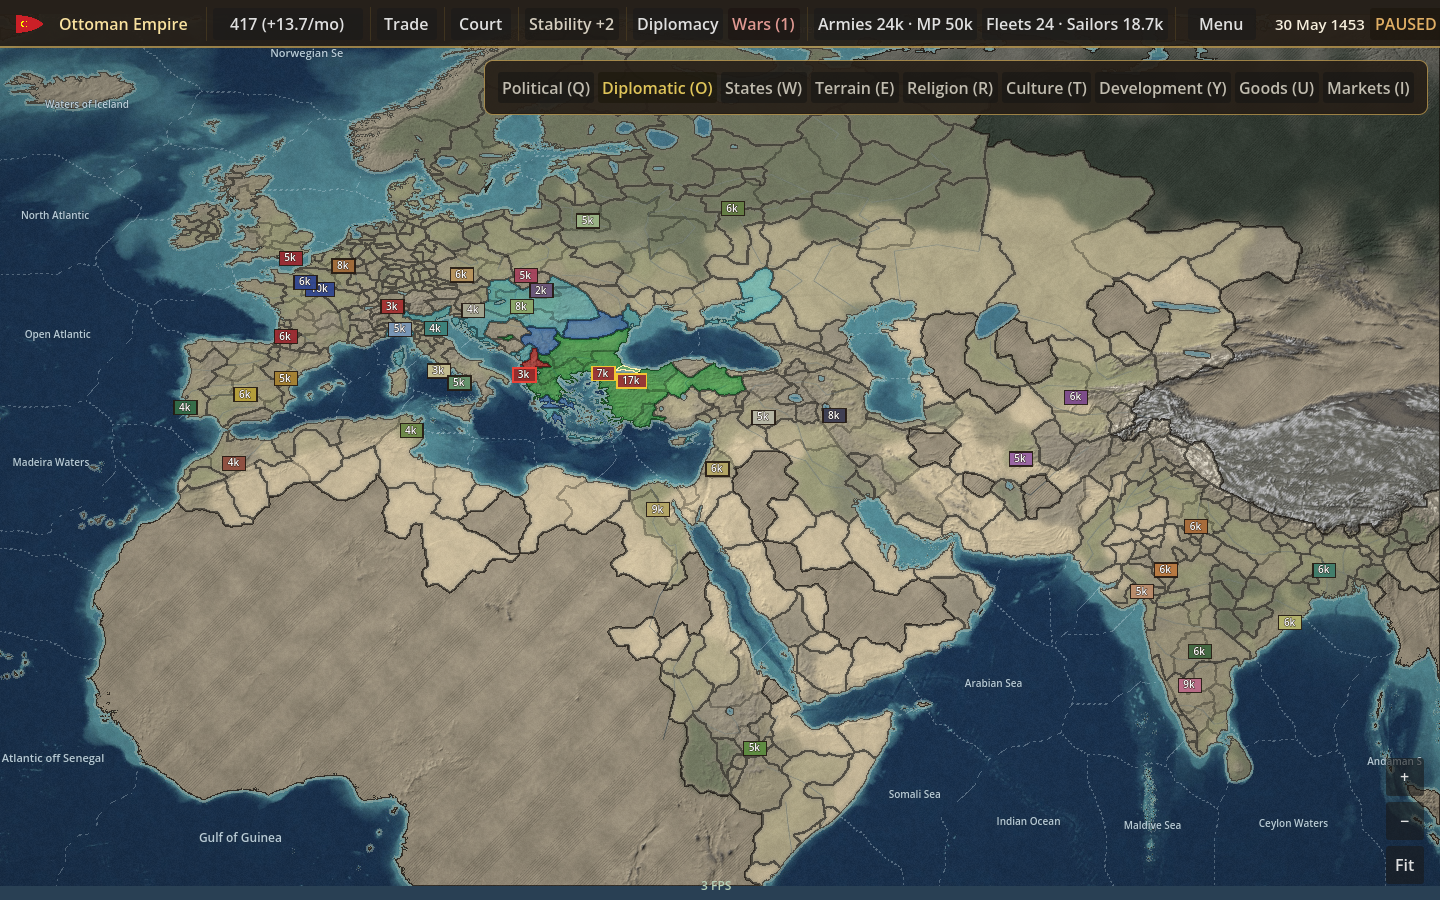 Ottoman Empire 417 (+13.7/mo) Trade Court Stability +2 Diplomacy Wars (1) Armies 24k · MP 50k Fleets 24 · Sailors 18.7k Menu 30 May 1453 PAUSED
Norwegian Se
Political (Q) Diplomatic (O) States (W) Terrain (E) Religion (R) Culture (T) Development (Y) Goods (U) Markets (I)
Waters of Iceland
6k
North Atlantic
5k
5k
8k
6k
5k
6k
2k
3k
4k
8k
Open Atlantic
5k
4k
6k
3k
5k
3k
7k
17k
5k
6k
6k
4k
5k
8k
4k
Madeira Waters
4k
6k
5k
9k
6k
6k
6k
5k
6k
6k
Arabian Sea
9k
5k
Atlantic off Senegal
+
Somali Sea
Indian Ocean
Maldive Sea
Ceylon Waters
−
Gulf of Guinea
Fit
3 FPS